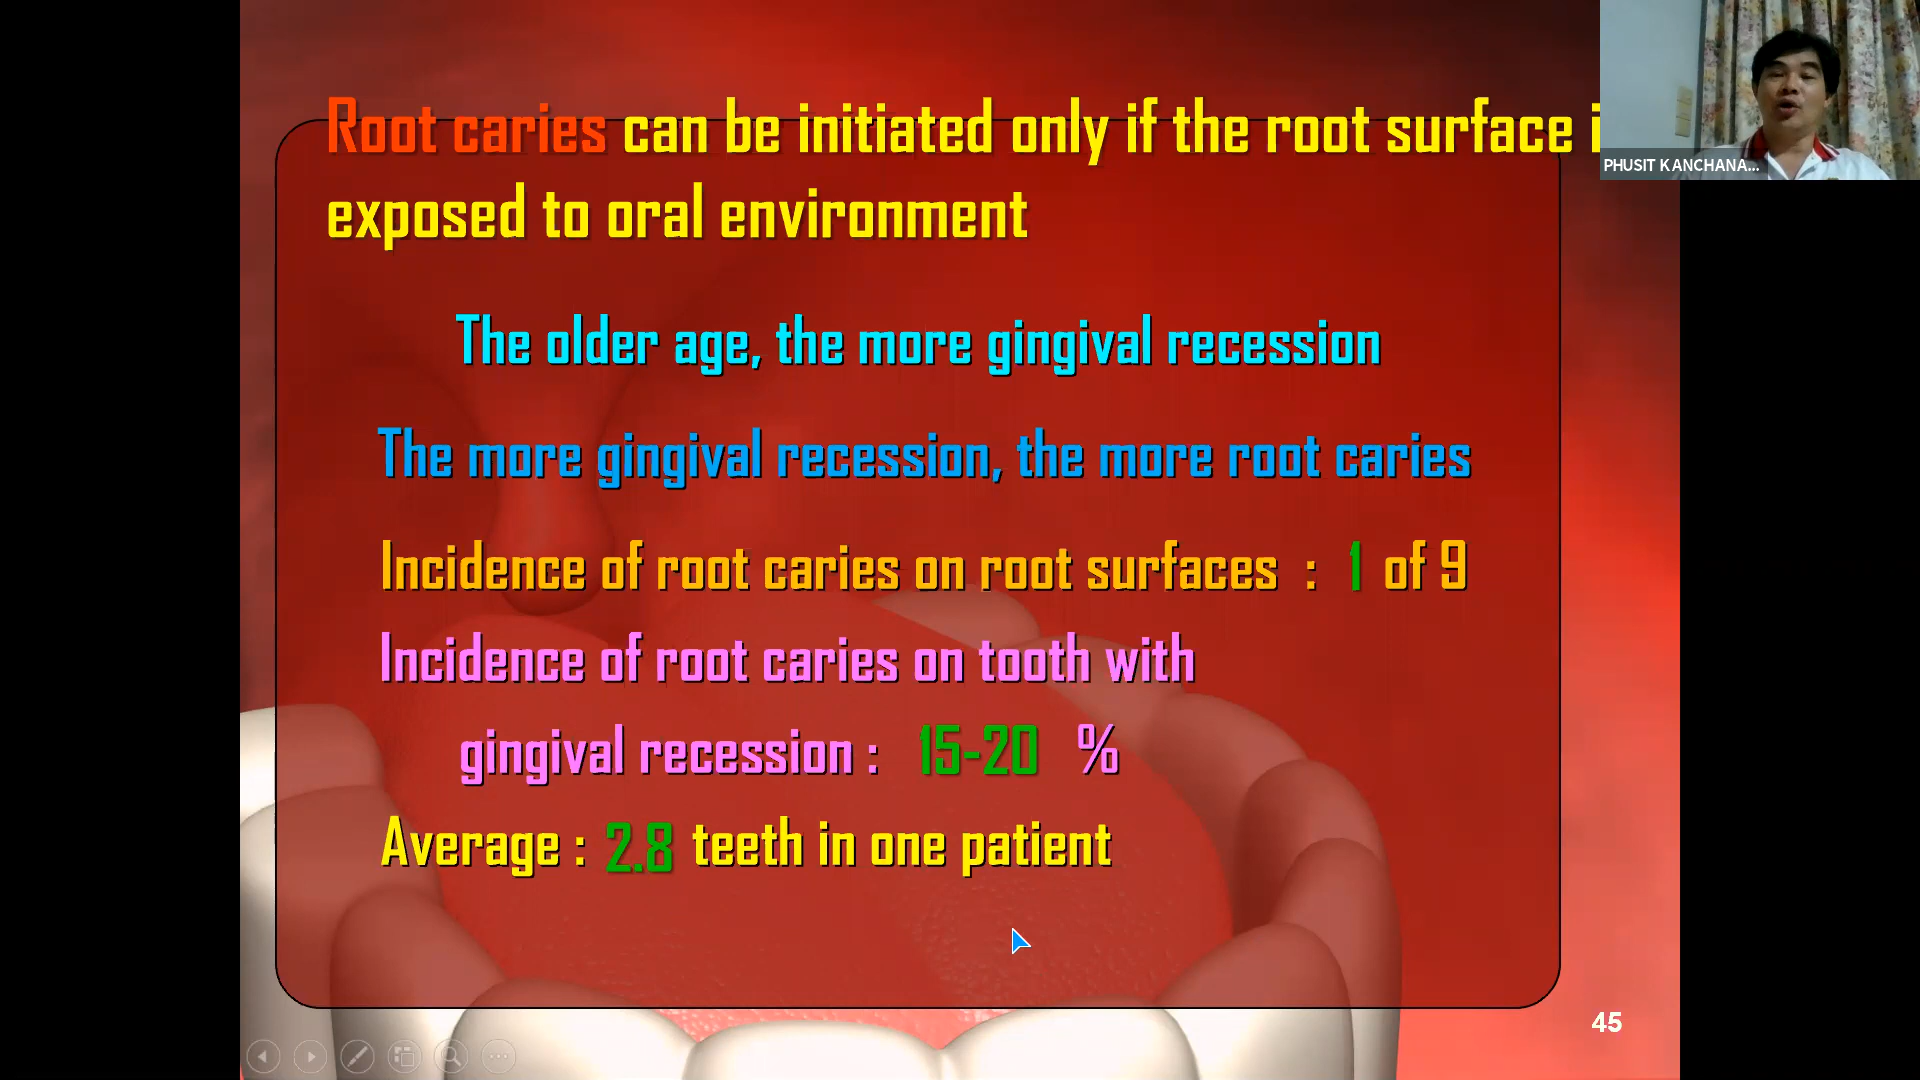 Root caries can be initiated only if the root surface
exposed to oral environment
The older age, the more gingival recession
The more gingival recession, the more root caries
Incidence of root caries on root surfaces : 1 of 9
Incidence of root caries on tooth with
gingival recession : 15-20 %
Average : 2.8 teeth in one patient
45
PHUSIT KANCHANA...